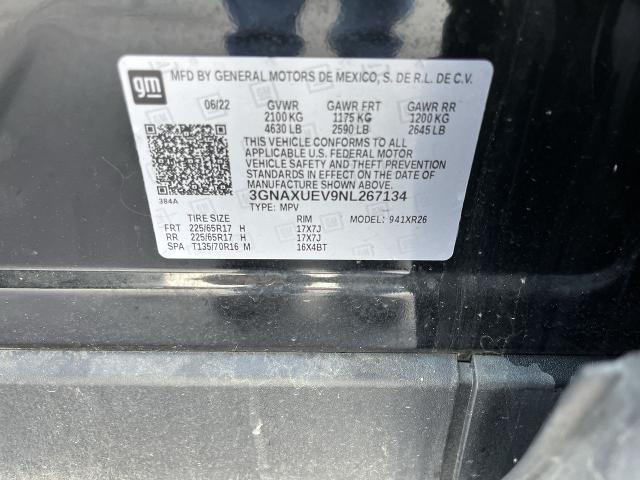 gm
MFD BY GENERAL MOTORS DE MEXICO, S. DE R.L. DE C.V.
06/22 GVWR GAWR FRT GAWR RR
2100 KG 1175 KG 1200 KG
4630 LB 2590 LB 2645 LB
THIS VEHICLE CONFORMS TO ALL
APPLICABLE U.S. FEDERAL MOTOR
VEHICLE SAFETY AND THEFT PREVENTION
STANDARDS IN EFFECT ON THE DATE OF
MANUFACTURE SHOWN ABOVE.
384A 3GNAXUEV9NL267134
TYPE: MPV
TIRE SIZE RIM MODEL: 941XR26
FRT 225/65R17 H 17X7J
RR 225/65R17 H 17X7J
SPA T135/70R16 M 16X4BT